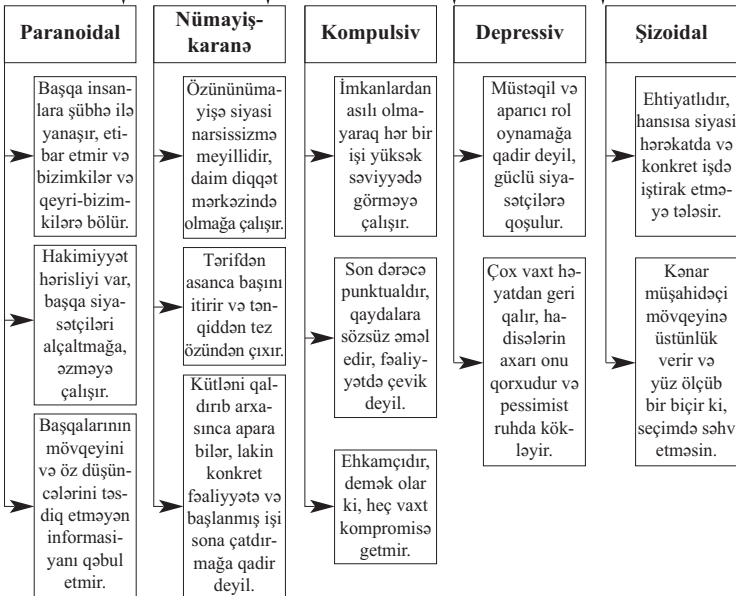 Paranoidal
Başqa insan-
lara şübhə ilə
yanaşır, eti-
bar etmir və
bizimkilər və
qeyri-bizim-
kilərə bölür.
Hakimiyyət
hərisliyi var,
başqa siya-
sətçiləri
alçaltmağa,
əzməyə
çalışır.
Başqalarının
mövqeyini
və öz düşün-
cələrini təs-
diq etməyən
informasi-
yanı qəbul
etmir.
Nümayiş-
karanə
Özününüma-
yişə siyasi
narsissizmə
meyillidir,
daim diqqət
mərkəzində
olmağa çalışır.
Tərifdən
asanca başını
itirir və tən-
qiddən tez
özündən çıxır.
Kütləni qal-
dırıb arxa-
sınca apara
bilər, lakin
konkret
fəaliyyətə və
başlanmış işi
sona çatdır-
mağa qadir
deyil.
Kompulsiv
İmkanlardan
asılı olma-
yaraq hər bir
işi yüksək
səviyyədə
görməyə
çalışır.
Son dərəcə
punktualdır,
qaydalara
sözsüz əməl
edir, fəaliy-
yətdə çevik
deyil.
Ehkamçıdır,
demək olar
ki, heç vaxt
kompromisə
getmir.
Depressiv
Müstəqil və
aparıcı rol
oynamağa
qadir deyil,
güclü siya-
sətçilərə
qoşulur.
Çox vaxt hə-
yatdan geri
qalır, ha-
disələrin
axarı onu
qorxudur və
pessimist
ruhda kök-
ləyir.
Şizoidal
Ehtiyatlıdır,
hansısa siyasi
hərəkatda və
konkret işdə
iştirak etmə-
yə tələsir.
Kənar
müşahidəçi
mövqeyinə
üstünlük
verir və
yüz ölçüb
bir biçir ki,
seçimdə səhv
etməsin.